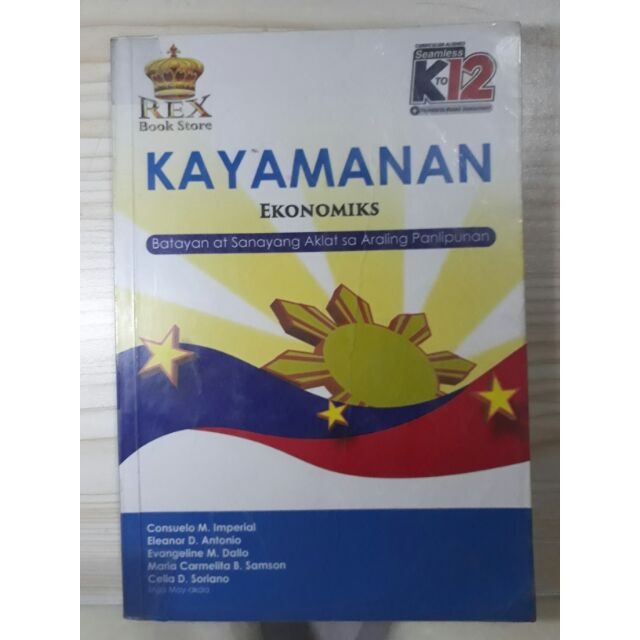 REX
Book Store
Seamless
K TO 12
KAYAMANAN
EKONOMIKS
Batayan at Sanayang Aklat sa Araling Panlipunan
Consuelo M. Imperial
Eleanor D. Antonio
Evangeline M. Dallo
Maria Carmelita B. Samson
Celia D. Soriano
Mga May-akda